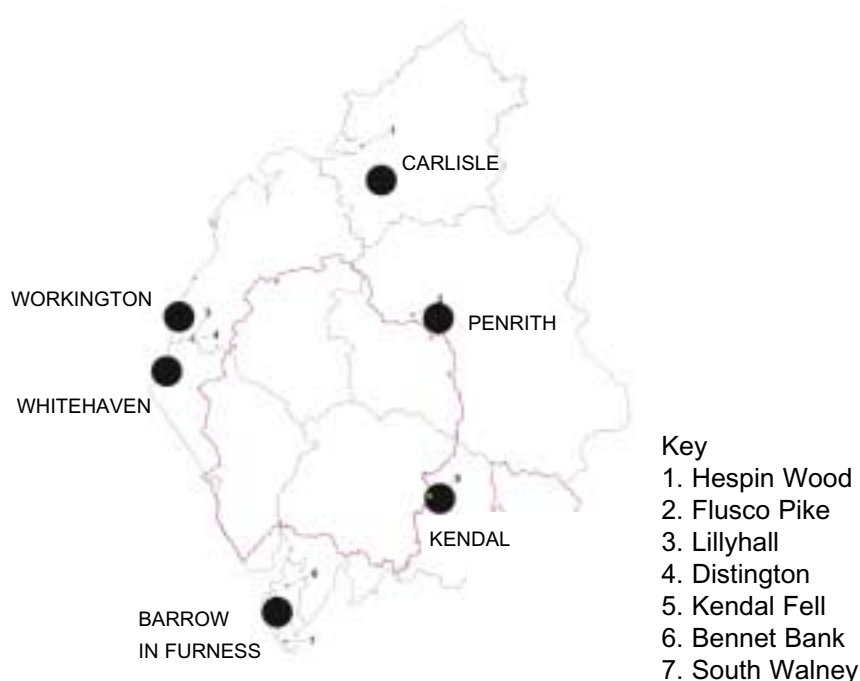 CARLISLE
WORKINGTON
PENRITH
WHITEHAVEN
KENDAL
BARROW
IN FURNESS
Key
1. Hespin Wood
2. Flusco Pike
3. Lillyhall
4. Distington
5. Kendal Fell
6. Bennet Bank
7. South Walney